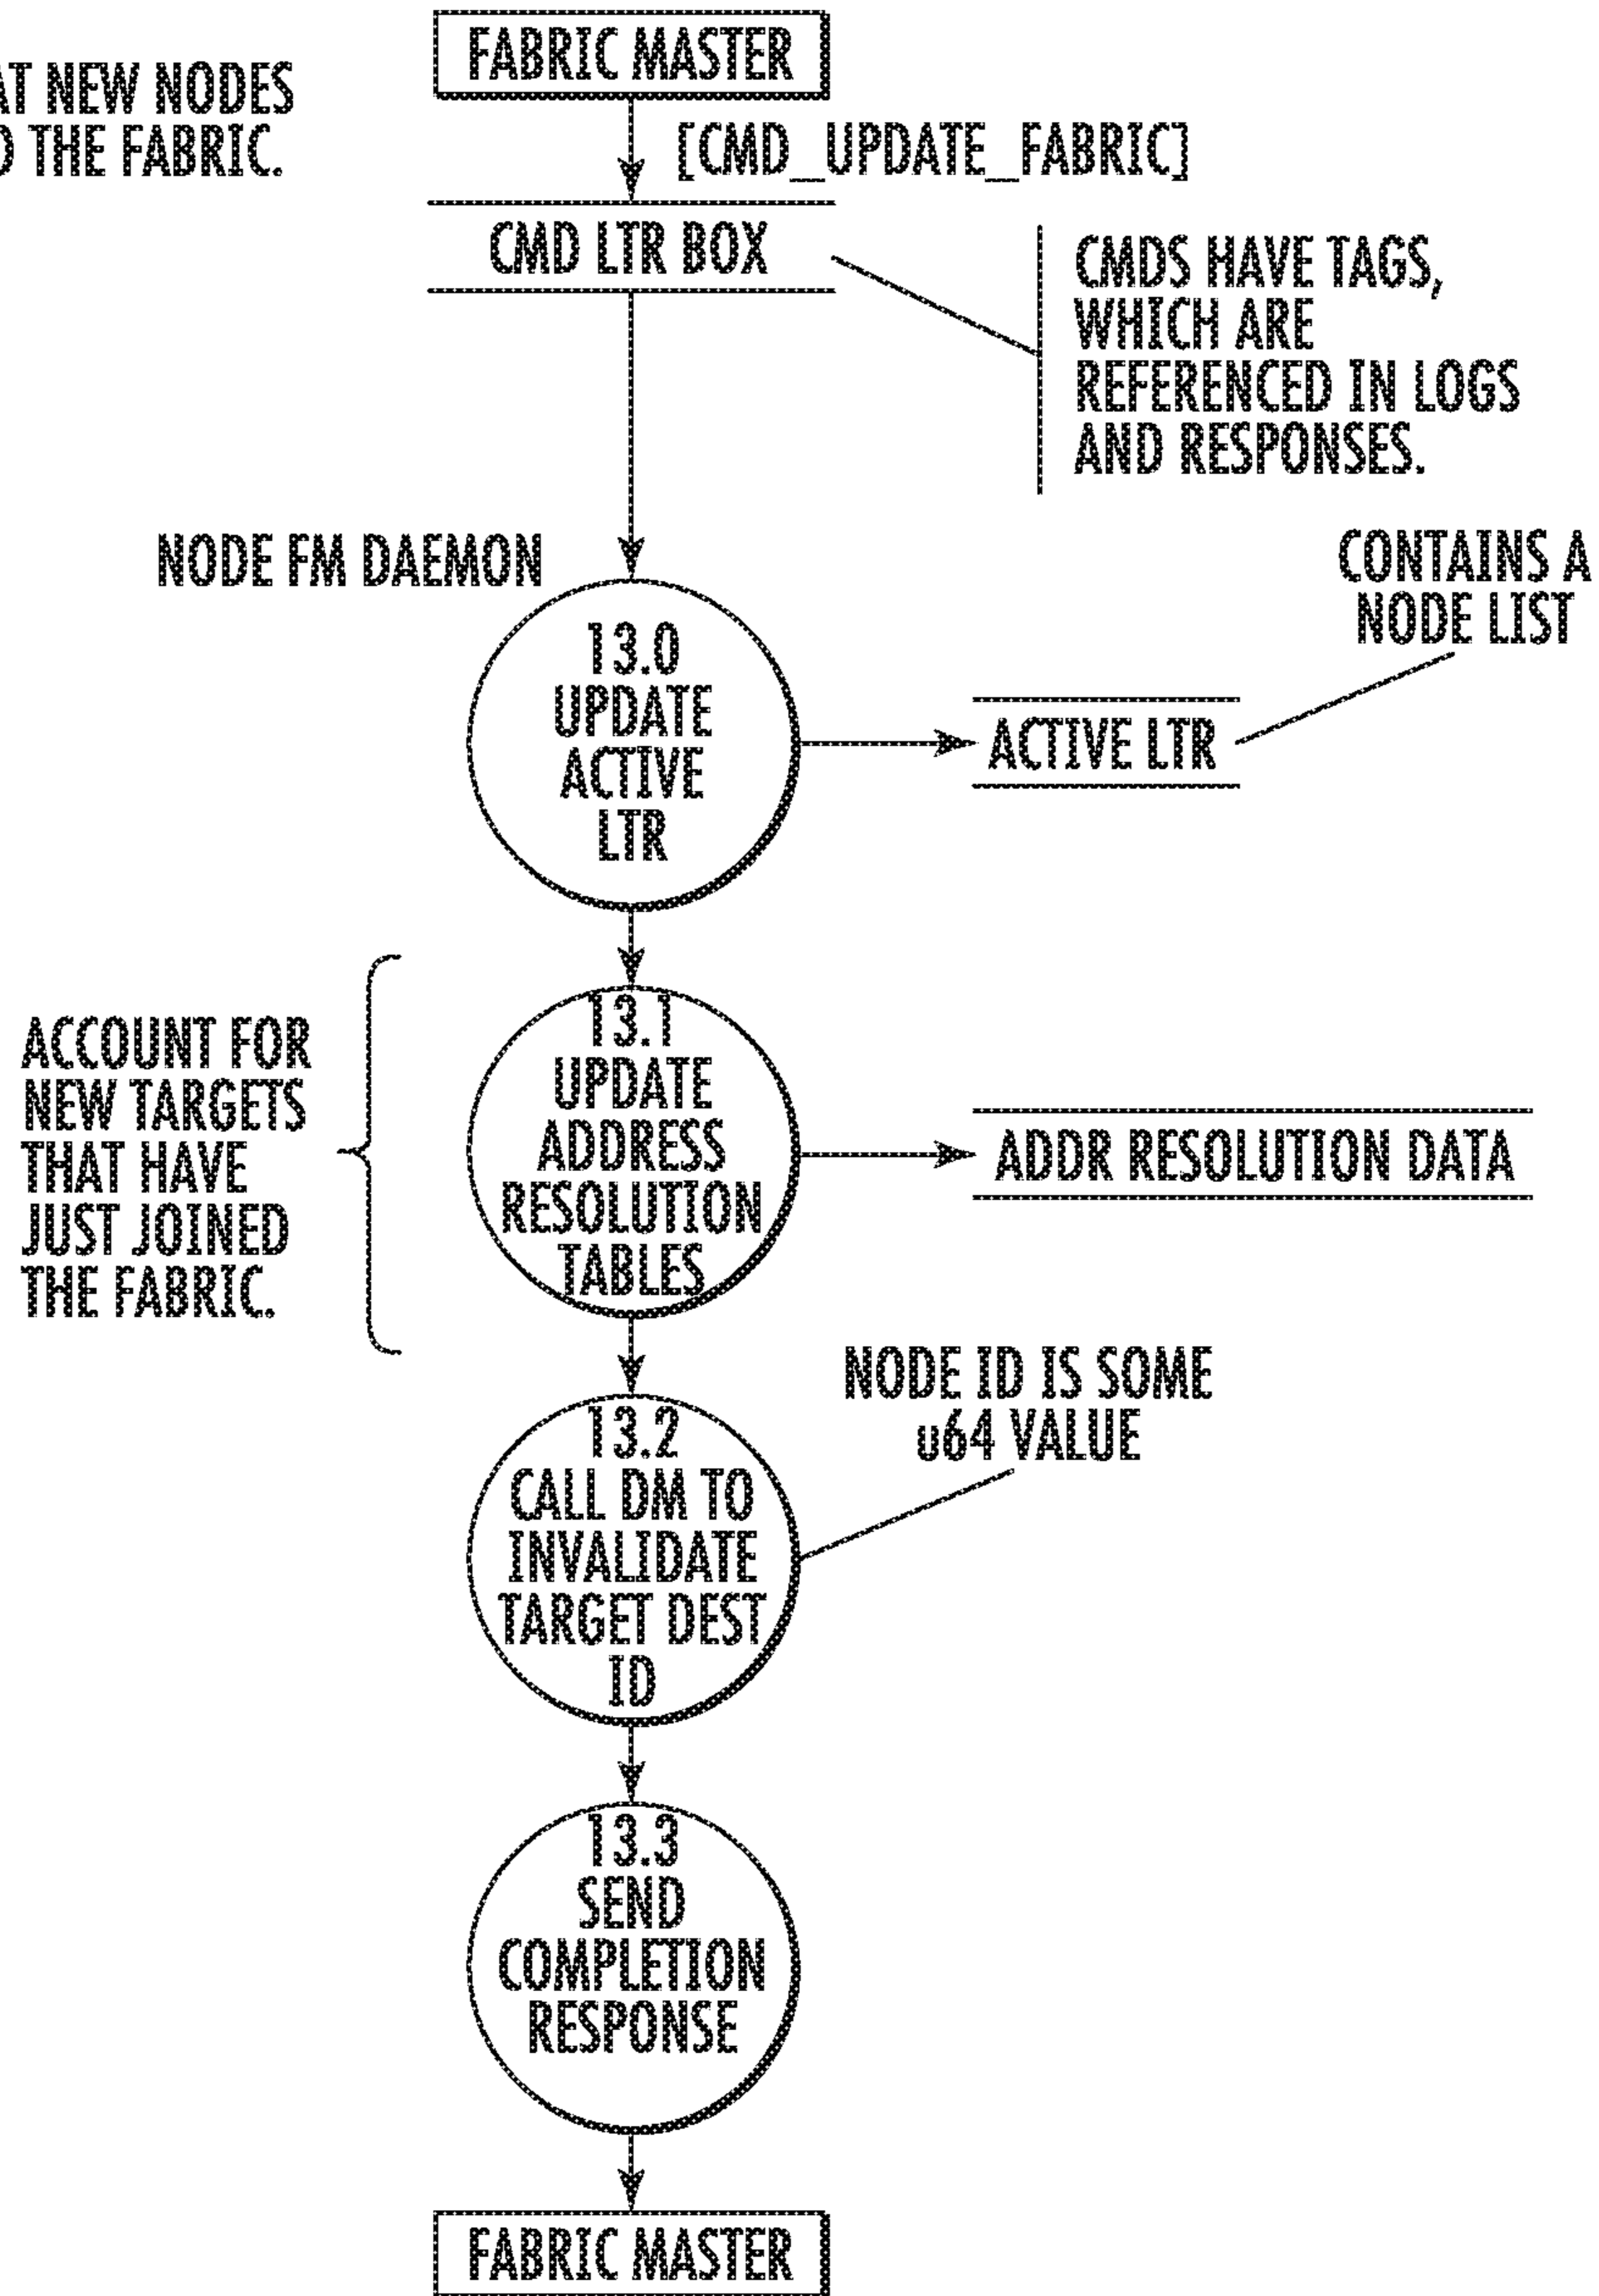 FABRIC MASTER
NEW NODES
THE FABRIC.
[CMD_UPDATE_FABRIC]
CMD LTR BOX
CMDS HAVE TAGS,
WHICH ARE
REFERENCED IN LOGS
AND RESPONSES.
NODE FM DAEMON
CONTAINS A
NODE LIST
13.0
UPDATE
ACTIVE
LTR
ACTIVE LTR
ACCOUNT FOR
NEW TARGETS
THAT HAVE
JUST JOINED
THE FABRIC.
13.1
UPDATE
ADDRESS
RESOLUTION
TABLES
ADDR RESOLUTION DATA
NODE ID IS SOME
u64 VALUE
13.2
CALL DM TO
INVALIDATE
TARGET DEST
ID
13.3
SEND
COMPLETION
RESPONSE
FABRIC MASTER